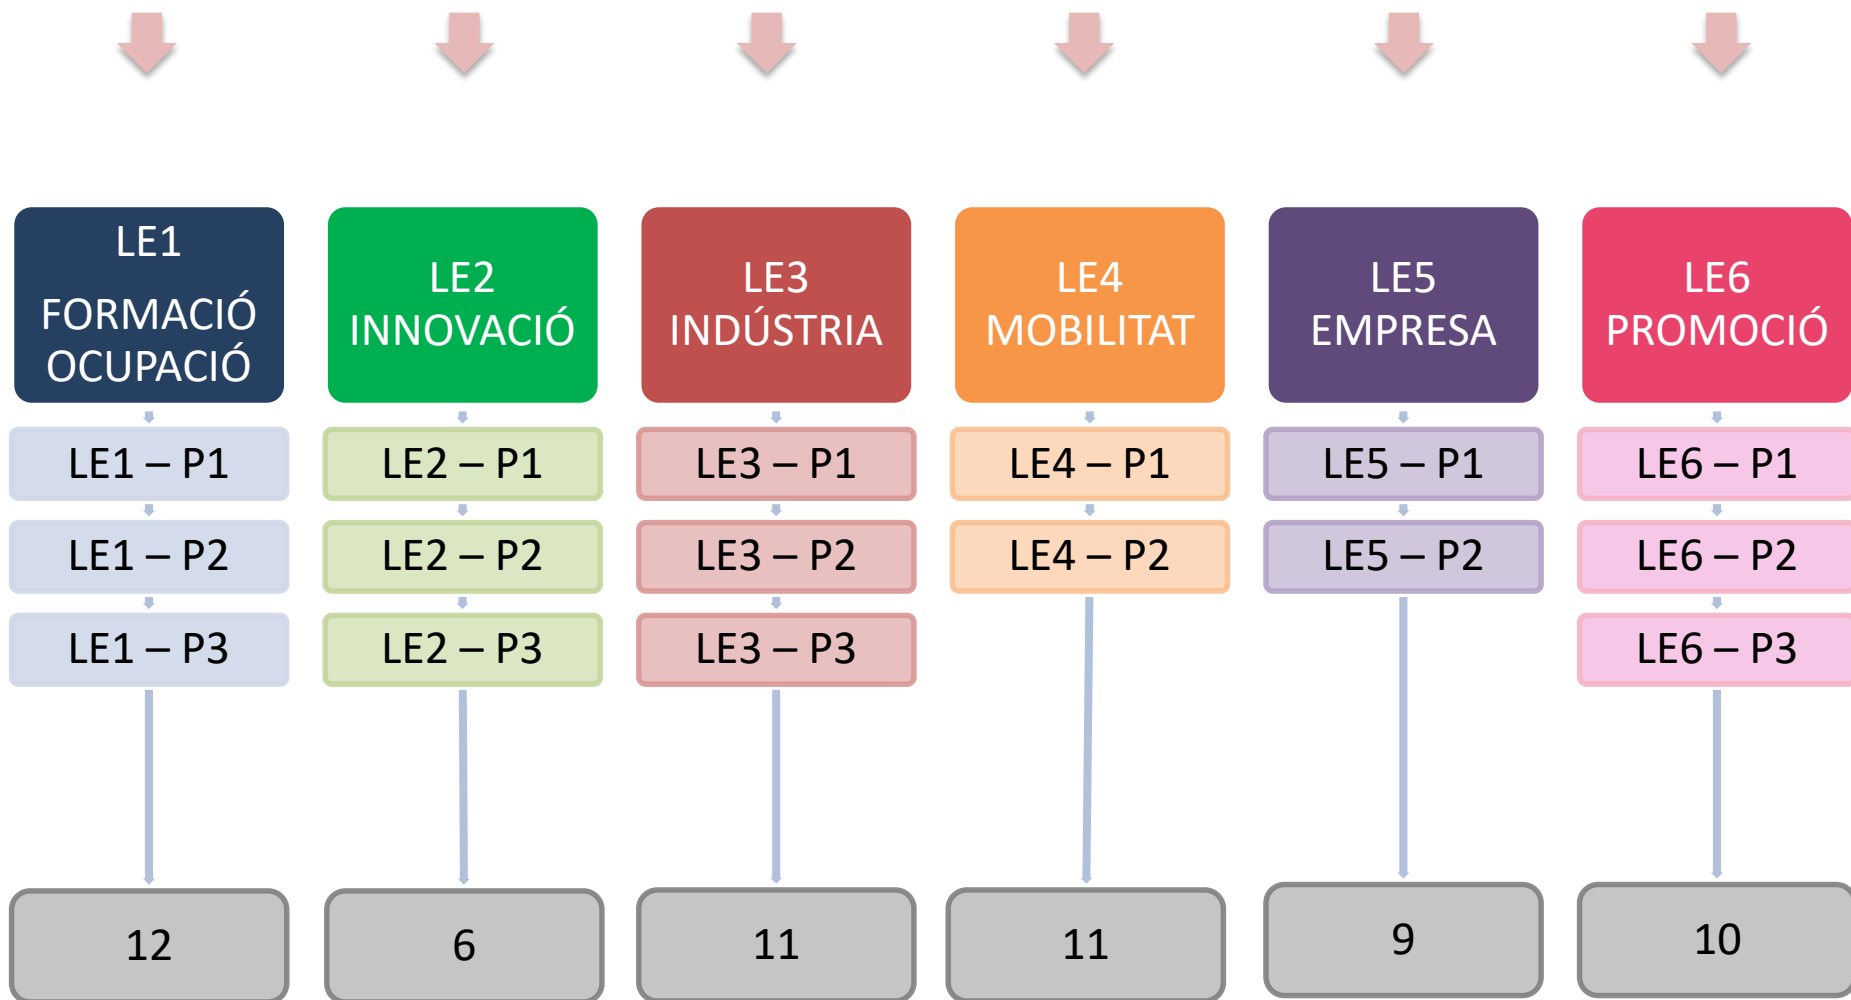 LE1
FORMACIÓ
OCUPACIÓ
LE2
INNOVACIÓ
LE3
INDÚSTRIA
LE4
MOBILITAT
LE5
EMPRESA
LE6
PROMOCIÓ
LE1 – P1
LE2 – P1
LE3 – P1
LE4 – P1
LE5 – P1
LE6 – P1
LE1 – P2
LE2 – P2
LE3 – P2
LE4 – P2
LE5 – P2
LE6 – P2
LE1 – P3
LE2 – P3
LE3 – P3
LE6 – P3
12
6
11
11
9
10